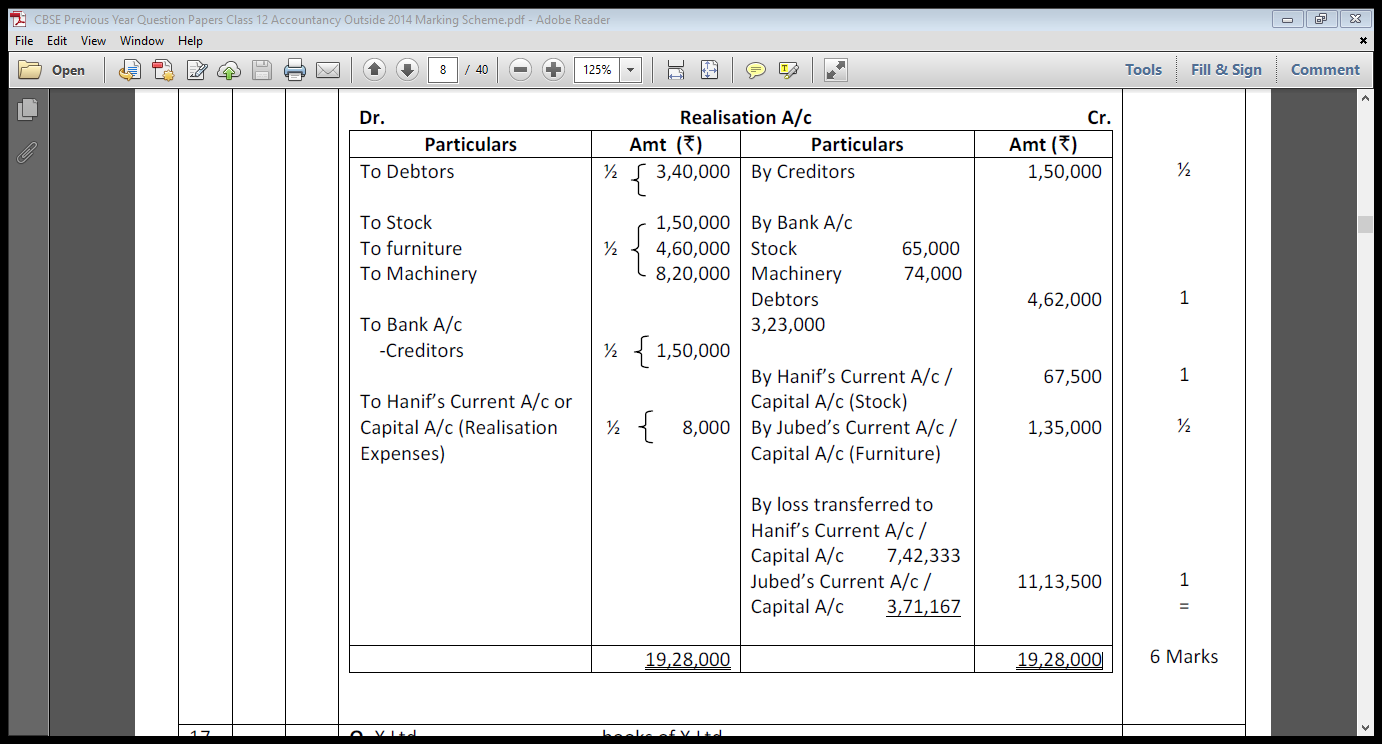 CBSE Previous Year Question Papers Class 12 Accountancy Outside 2014 Marking Scheme.pdf - Adobe Reader
File Edit View Window Help
Open 8 / 40 125% Tools Fill & Sign Comment
Dr. Realisation A/c Cr.
Particulars Amt (₹) Particulars Amt (₹)
To Debtors ½ { 3,40,000 By Creditors 1,50,000 ½
To Stock 1,50,000 By Bank A/c
To furniture ½ { 4,60,000 Stock 65,000
To Machinery 8,20,000 Machinery 74,000
Debtors 4,62,000 1
To Bank A/c 3,23,000
-Creditors ½ { 1,50,000
By Hanif’s Current A/c / 67,500 1
To Hanif’s Current A/c or Capital A/c (Stock)
Capital A/c (Realisation ½ { 8,000 By Jubed’s Current A/c / 1,35,000 ½
Expenses) Capital A/c (Furniture)
By loss transferred to
Hanif’s Current A/c /
Capital A/c 7,42,333
Jubed’s Current A/c / 11,13,500 1
Capital A/c 3,71,167 =
19,28,000 19,28,000 6 Marks